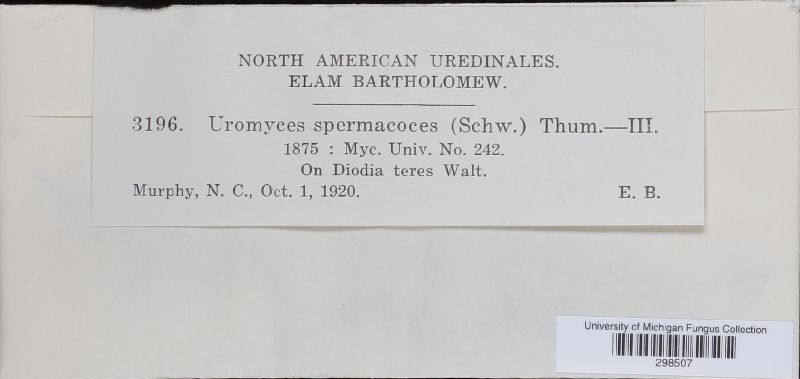 NORTH AMERICAN UREDINALES.
ELAM BARTHOLOMEW.
3196. Uromyces spermacoces (Schw.) Thum.—III.
1875 : Myc. Univ. No. 242.
On Diodia teres Walt.
Murphy, N. C., Oct. 1, 1920. E. B.
University of Michigan Fungus Collection
298507